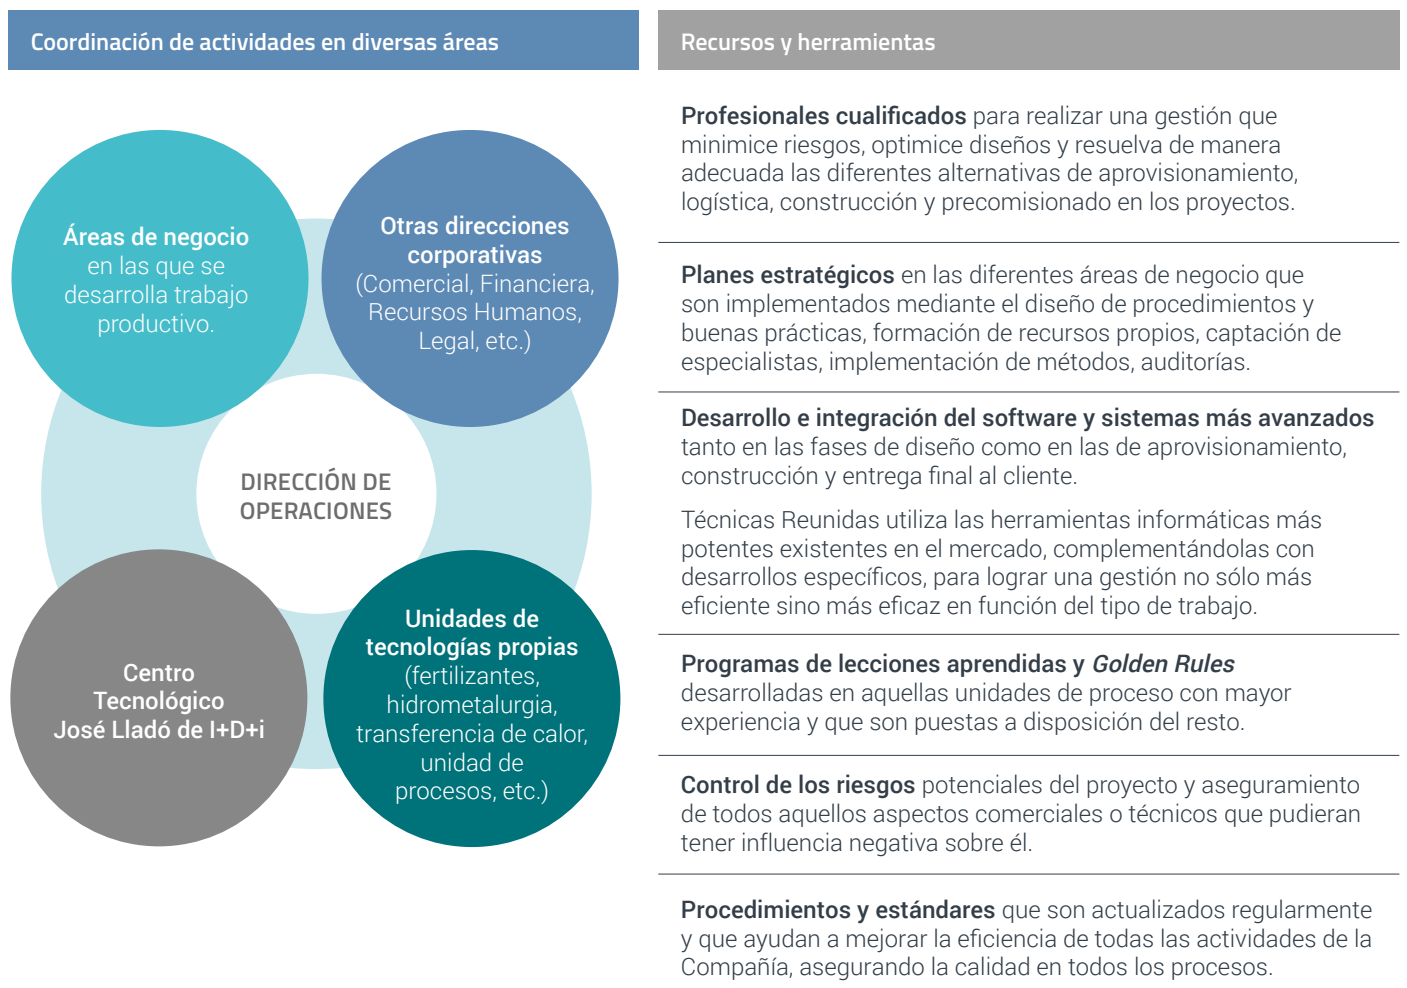 Coordinación de actividades en diversas áreas
Áreas de negocio
en las que se
desarrolla trabajo
productivo.
Otras direcciones
corporativas
(Comercial, Financiera,
Recursos Humanos,
Legal, etc.)
DIRECCIÓN DE
OPERACIONES
Centro
Tecnológico
José Lladó de I+D+i
Unidades de
tecnologías propias
(fertilizantes,
hidrometalurgia,
transferencia de calor,
unidad de
procesos, etc.)
Recursos y herramientas
Profesionales cualificados para realizar una gestión que
minimice riesgos, optimice diseños y resuelva de manera
adecuada las diferentes alternativas de aprovisionamiento,
logística, construcción y precomisionado en los proyectos.
Planes estratégicos en las diferentes áreas de negocio que
son implementados mediante el diseño de procedimientos y
buenas prácticas, formación de recursos propios, captación de
especialistas, implementación de métodos, auditorías.
Desarrollo e integración del software y sistemas más avanzados
tanto en las fases de diseño como en las de aprovisionamiento,
construcción y entrega final al cliente.
Técnicas Reunidas utiliza las herramientas informáticas más
potentes existentes en el mercado, complementándolas con
desarrollos específicos, para lograr una gestión no sólo más
eficiente sino más eficaz en función del tipo de trabajo.
Programas de lecciones aprendidas y Golden Rules
desarrolladas en aquellas unidades de proceso con mayor
experiencia y que son puestas a disposición del resto.
Control de los riesgos potenciales del proyecto y aseguramiento
de todos aquellos aspectos comerciales o técnicos que pudieran
tener influencia negativa sobre él.
Procedimientos y estándares que son actualizados regularmente
y que ayudan a mejorar la eficiencia de todas las actividades de la
Compañía, asegurando la calidad en todos los procesos.